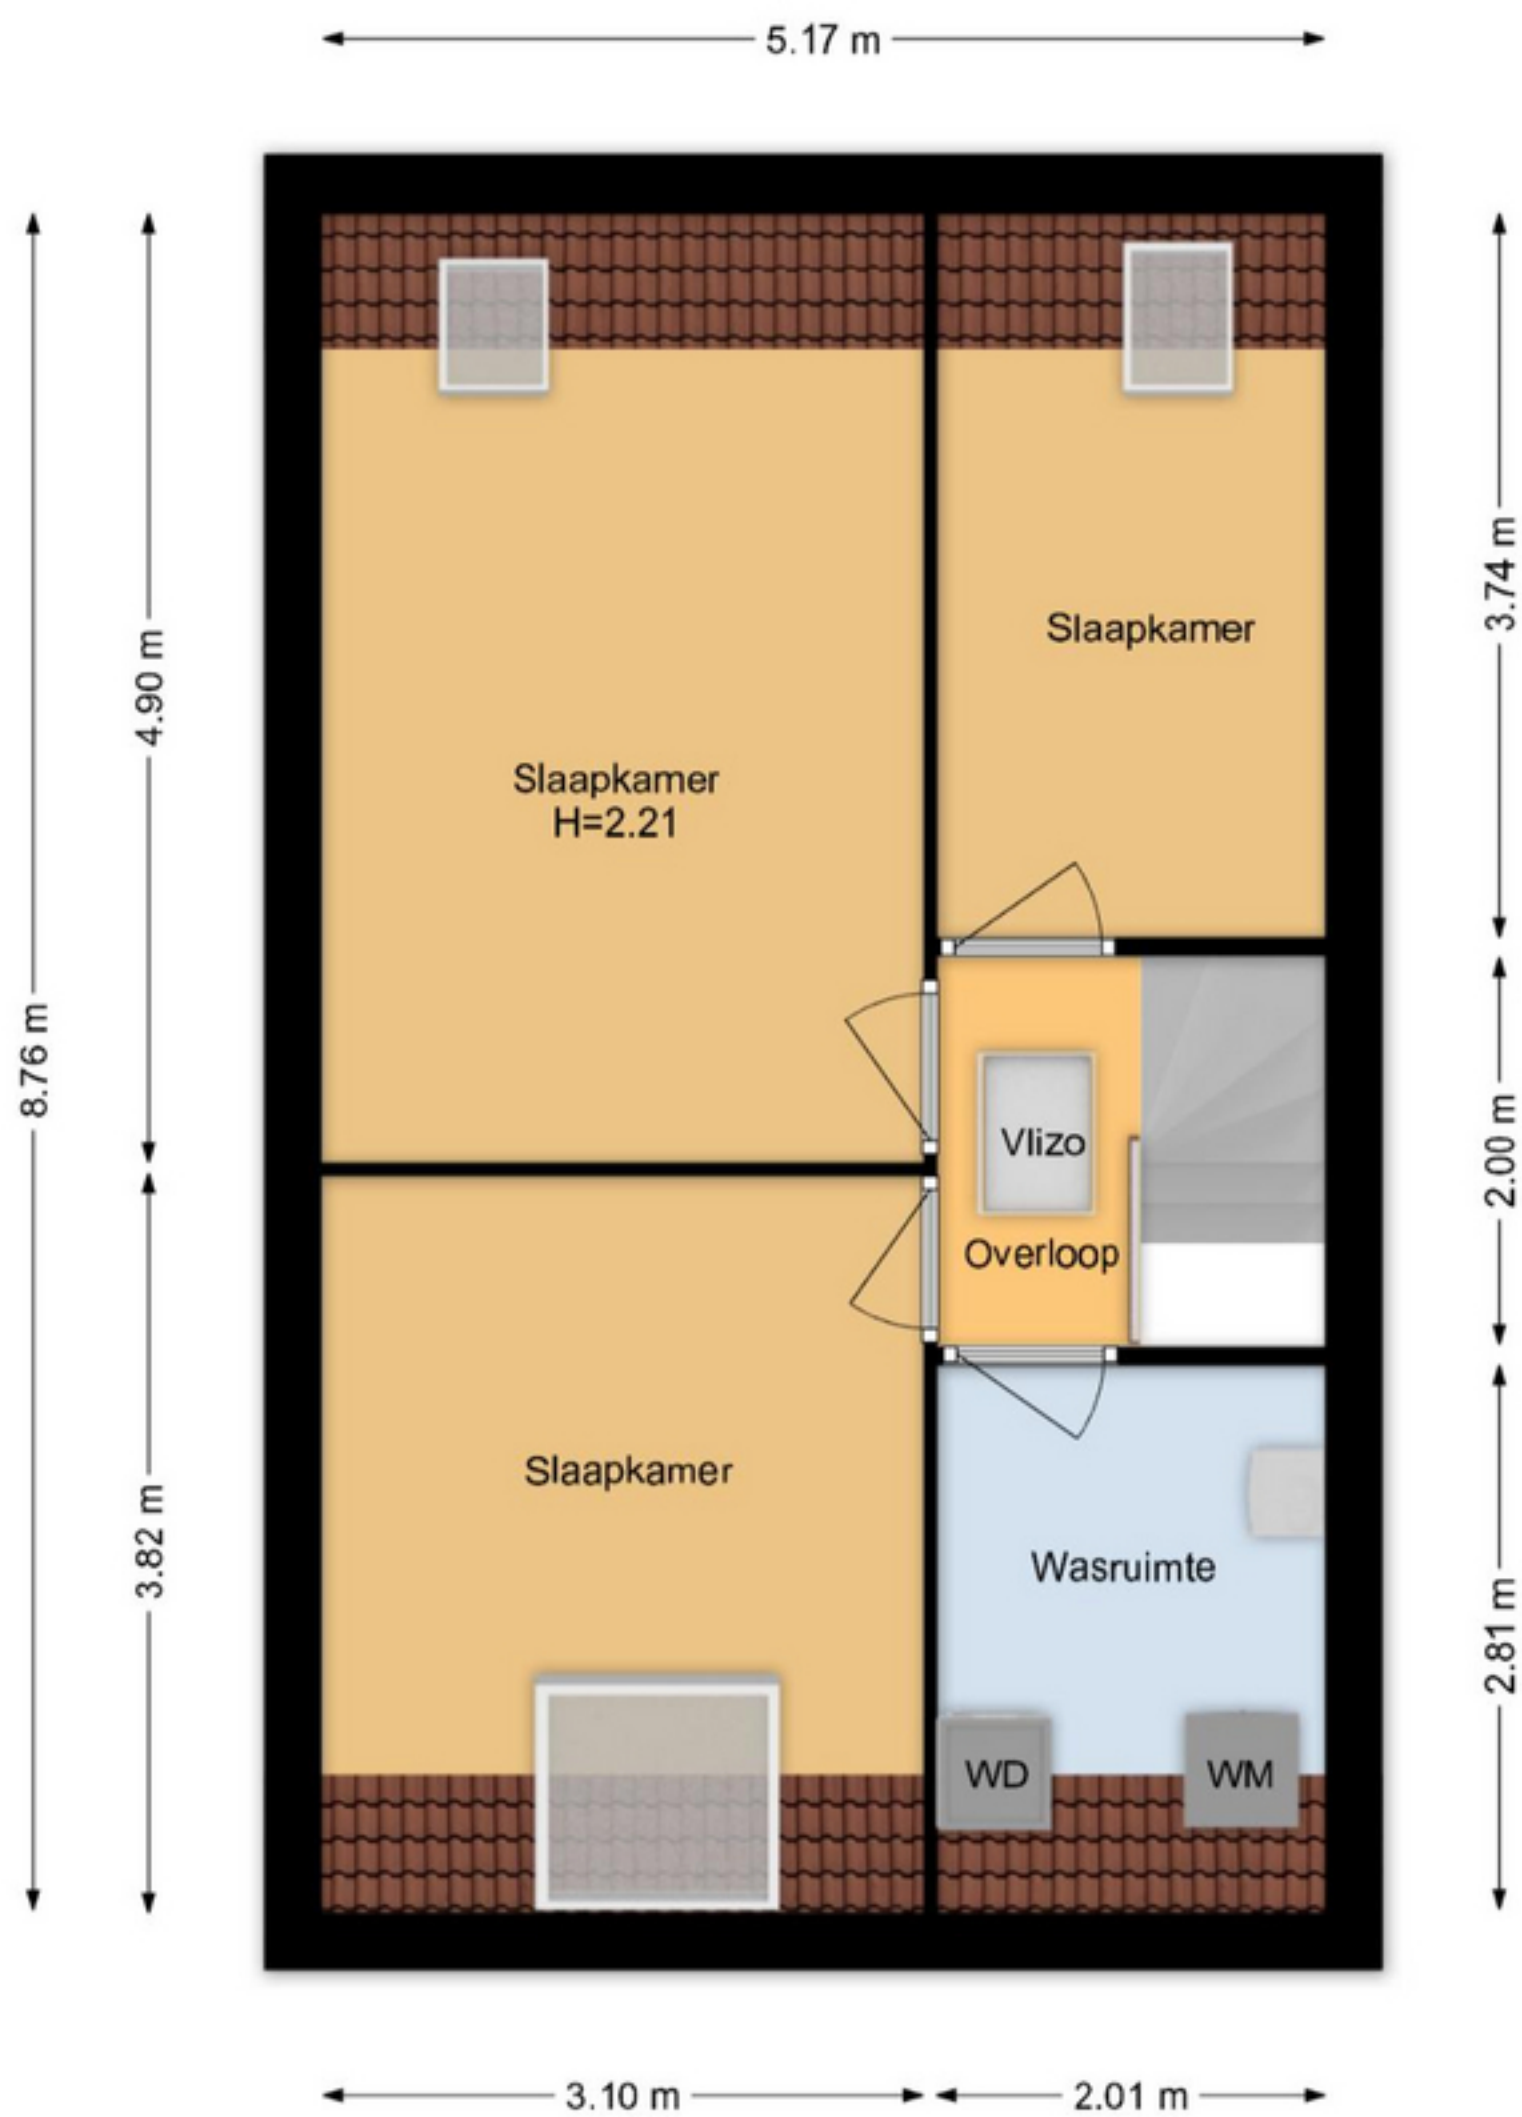 5.17 m
3.74 m
Slaapkamer
4.90 m
Slaapkamer
H=2.21
8.76 m
2.00 m
Vlizo
Overloop
Slaapkamer
3.82 m
Wasruimte
2.81 m
WD
WM
3.10 m
2.01 m